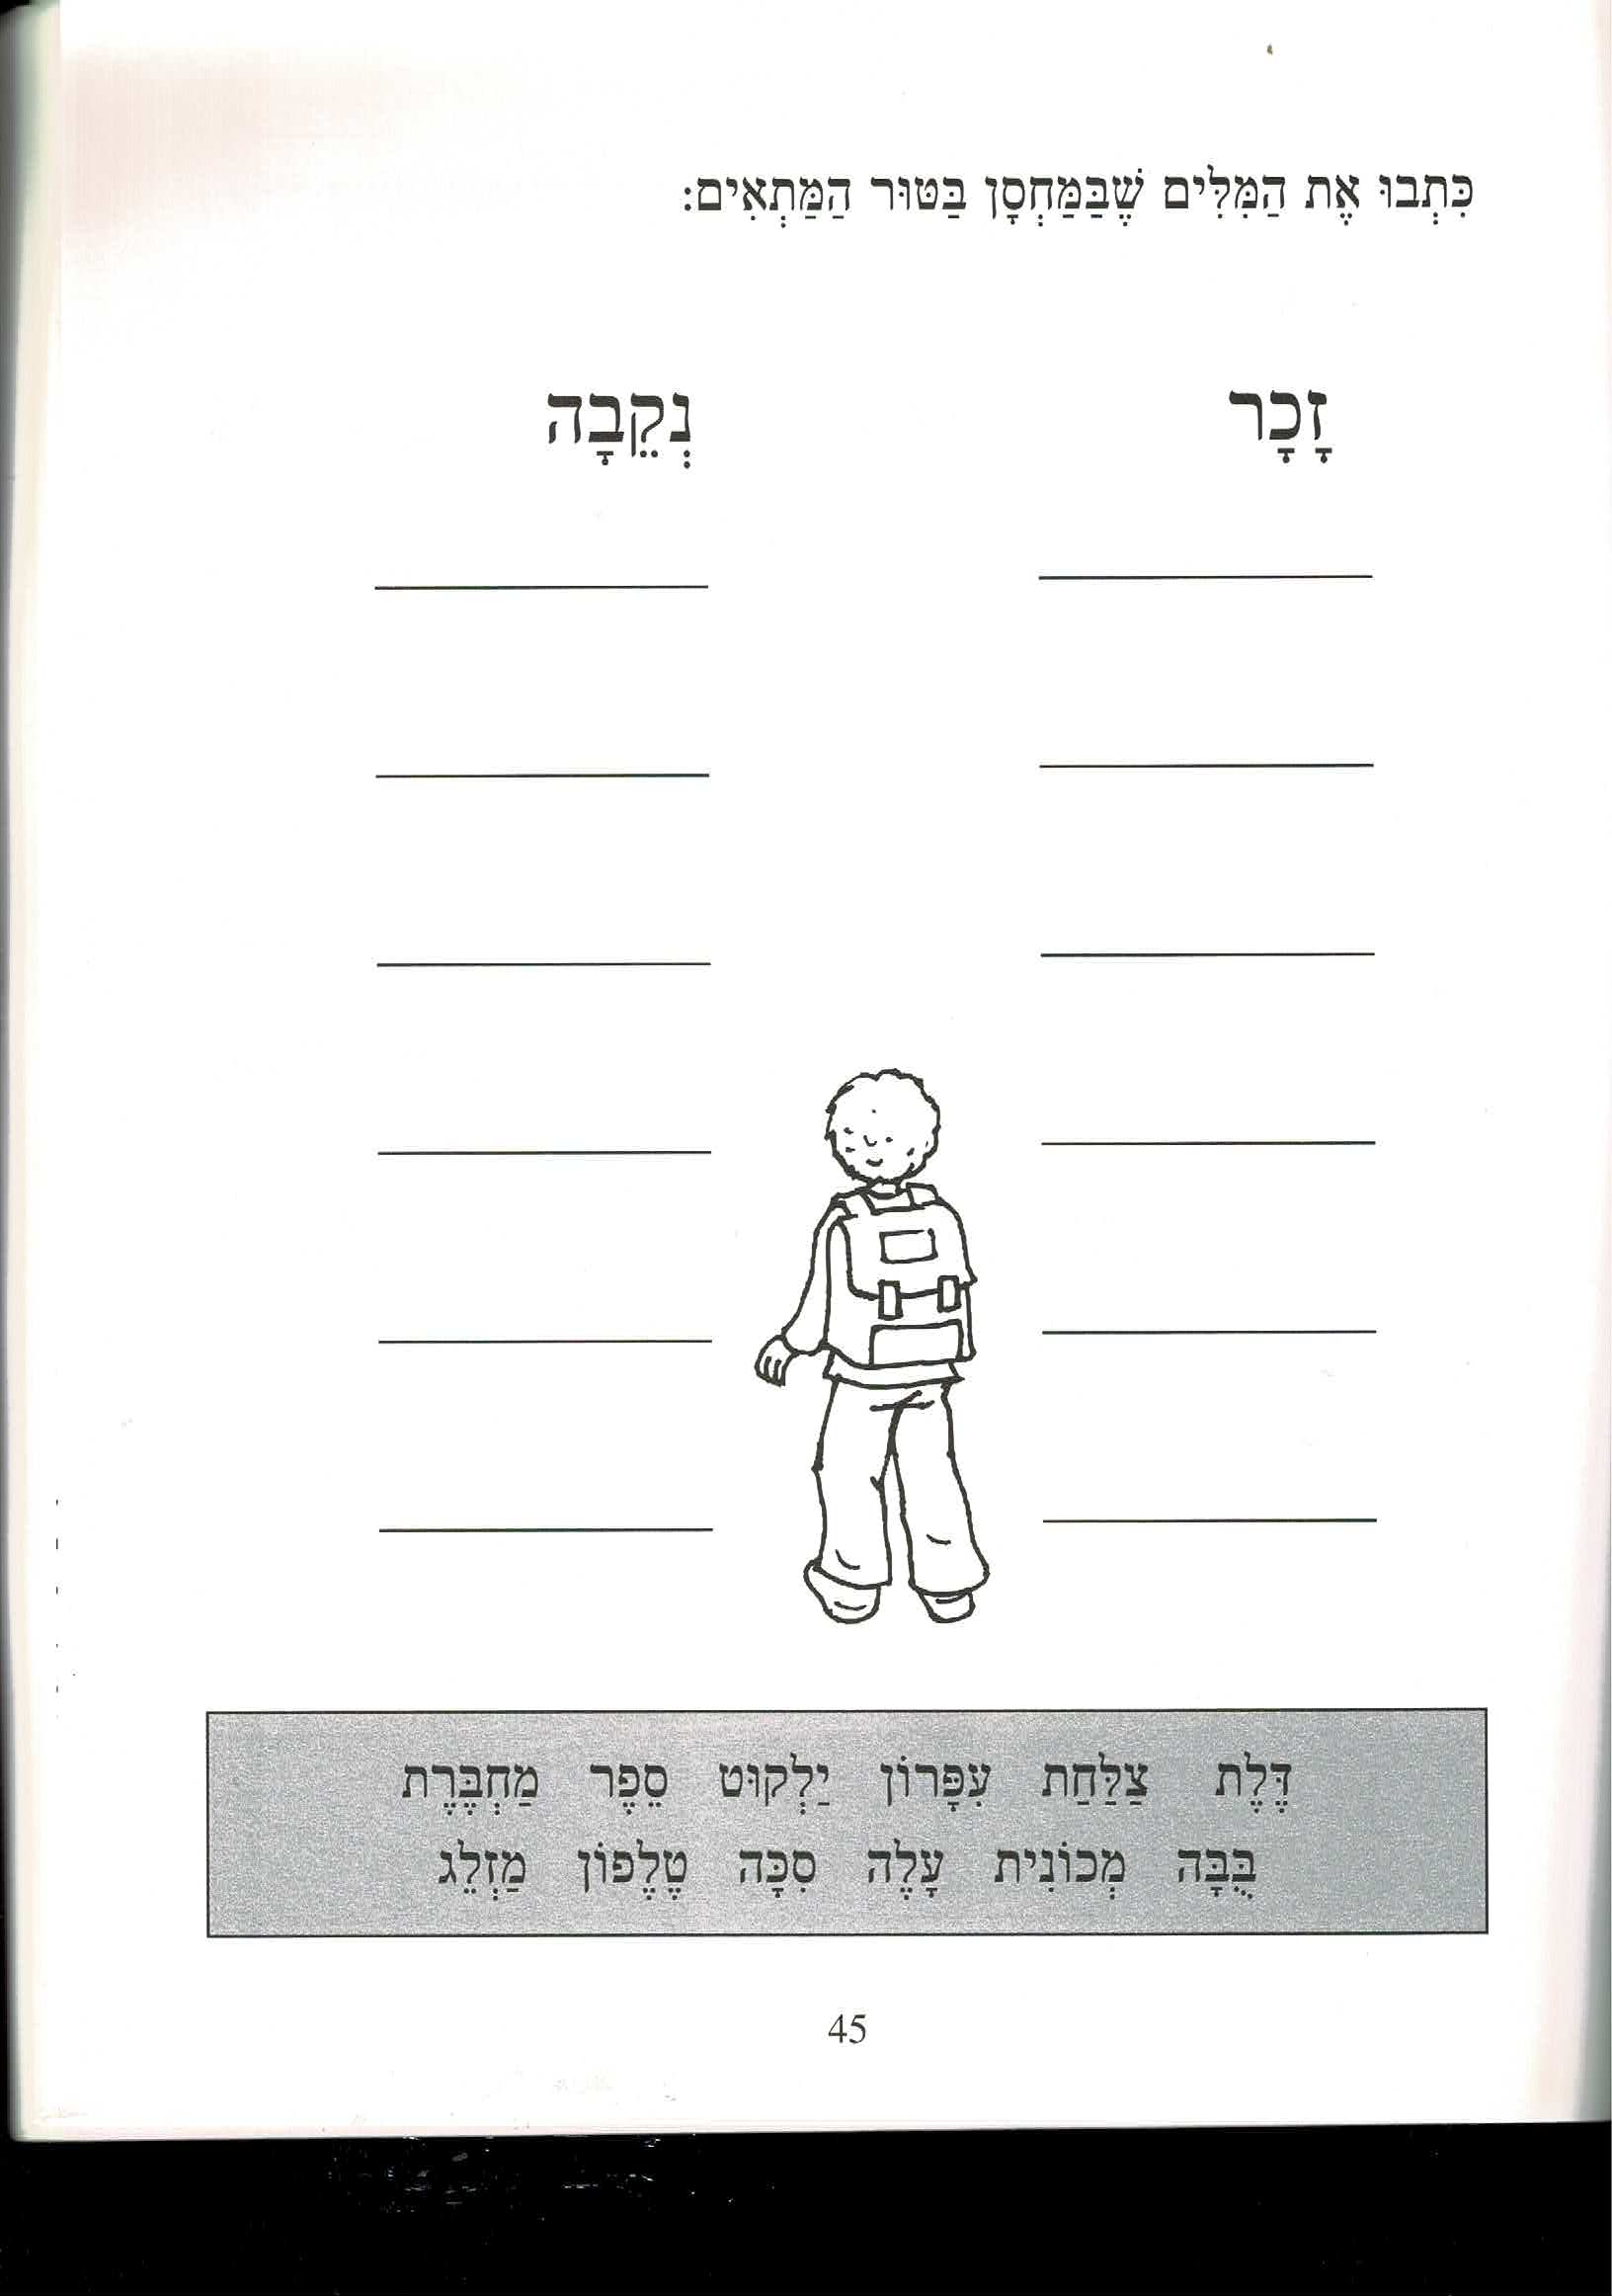 כִּתְבוּ אֶת הַמִּלִּים שֶׁבַּמַּחְסָן בַּטּוּר הַמַּתְאִים:
זָכָר נְקֵבָה
דֶּלֶת צַלַּחַת עִפָּרוֹן יַלְקוּט סֵפֶר מַחְבֶּרֶת
בֻּבָּה מְכוֹנִית עָלֶה סִכָּה טֶלֶפוֹן מַזְלֵג
45